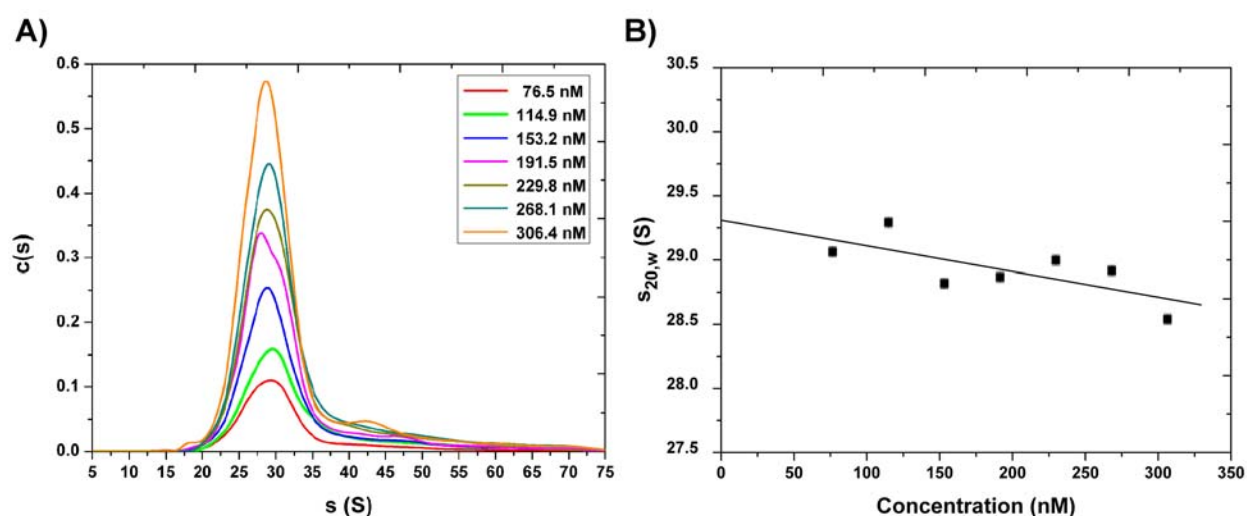 A)
0.6
0.5
0.4
0.3
0.2
0.1
0.0
c(s)
5 10 15 20 25 30 35 40 45 50 55 60 65 70 75
s (S)
76.5 nM
114.9 nM
153.2 nM
191.5 nM
229.8 nM
268.1 nM
306.4 nM
B)
30.5
30.0
29.5
29.0
28.5
28.0
27.5
s20,w (S)
0 50 100 150 200 250 300 350
Concentration (nM)